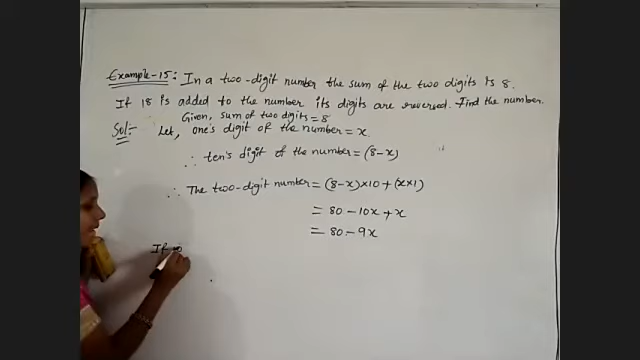 Example-15: In a two-digit number the sum of the two digits is 8.
If 18 is added to the number its digits are reversed. Find the number.
Given, sum of two digits = 8
Sol:- Let, one's digit of the number = x.
∴ ten's digit of the number = (8-x)
∴ The two-digit number = (8-x)×10 + (x×1)
= 80 - 10x + x
= 80 - 9x
If